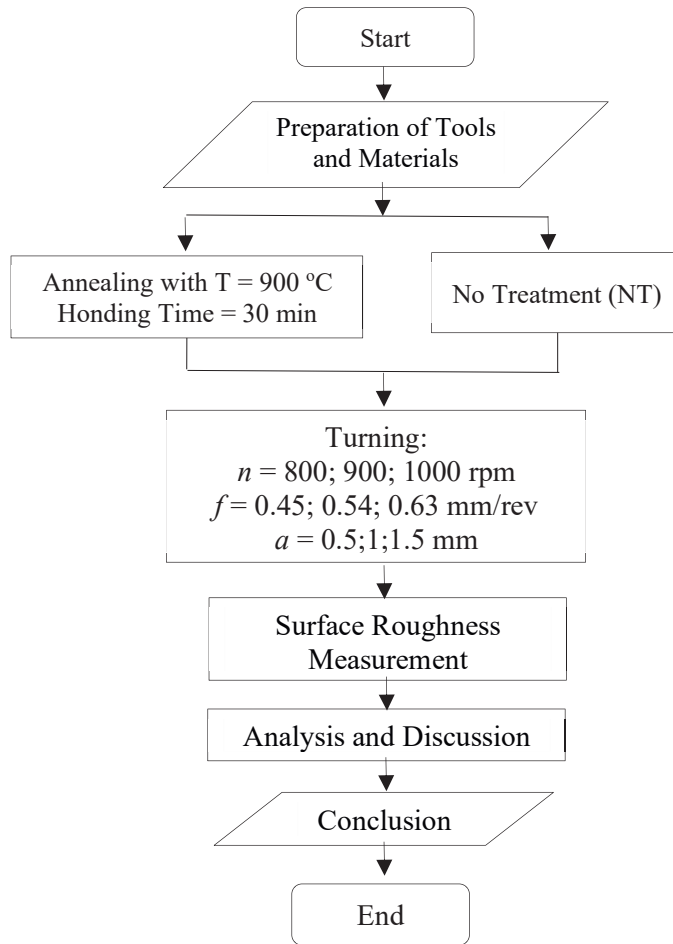 Start
Preparation of Tools
and Materials
Annealing with T = 900 ºC
Honding Time = 30 min
No Treatment (NT)
Turning:
n = 800; 900; 1000 rpm
f = 0.45; 0.54; 0.63 mm/rev
a = 0.5;1;1.5 mm
Surface Roughness
Measurement
Analysis and Discussion
Conclusion
End